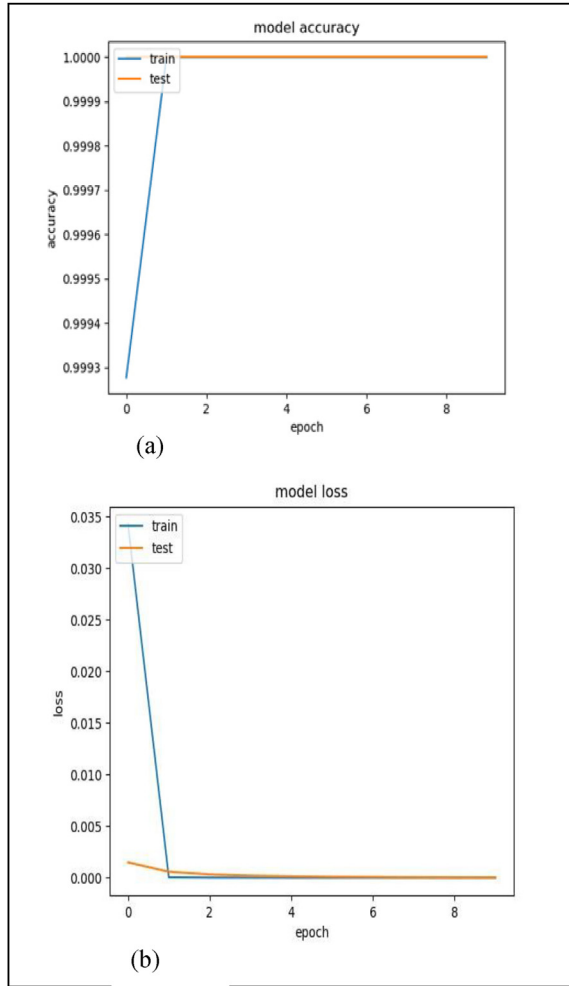 model accuracy
train
test
1.0000
0.9999
0.9998
0.9997
0.9996
0.9995
0.9994
0.9993
accuracy
0 2 4 6 8
epoch
(a)
model loss
train
test
0.035
0.030
0.025
0.020
0.015
0.010
0.005
0.000
loss
0 2 4 6 8
epoch
(b)